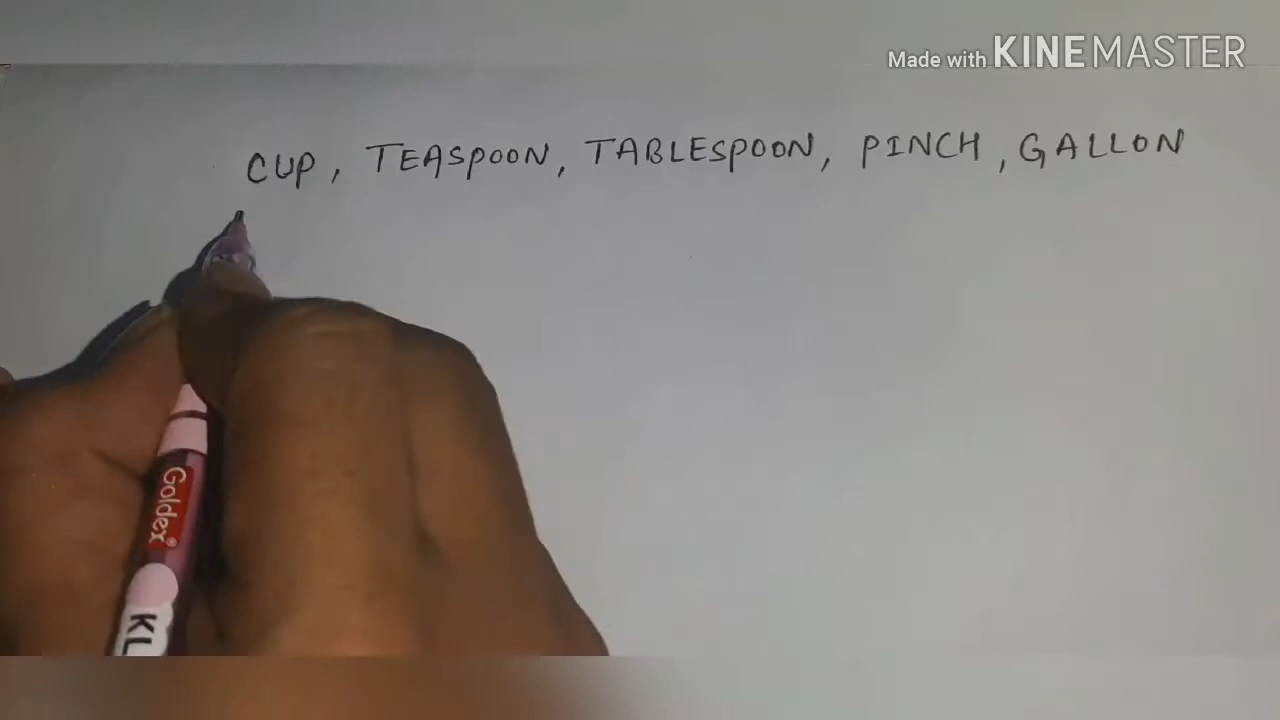 Made with KINEMASTER
CUP, TEASPOON, TABLESPOON, PINCH, GALLON
Goldex®
KL